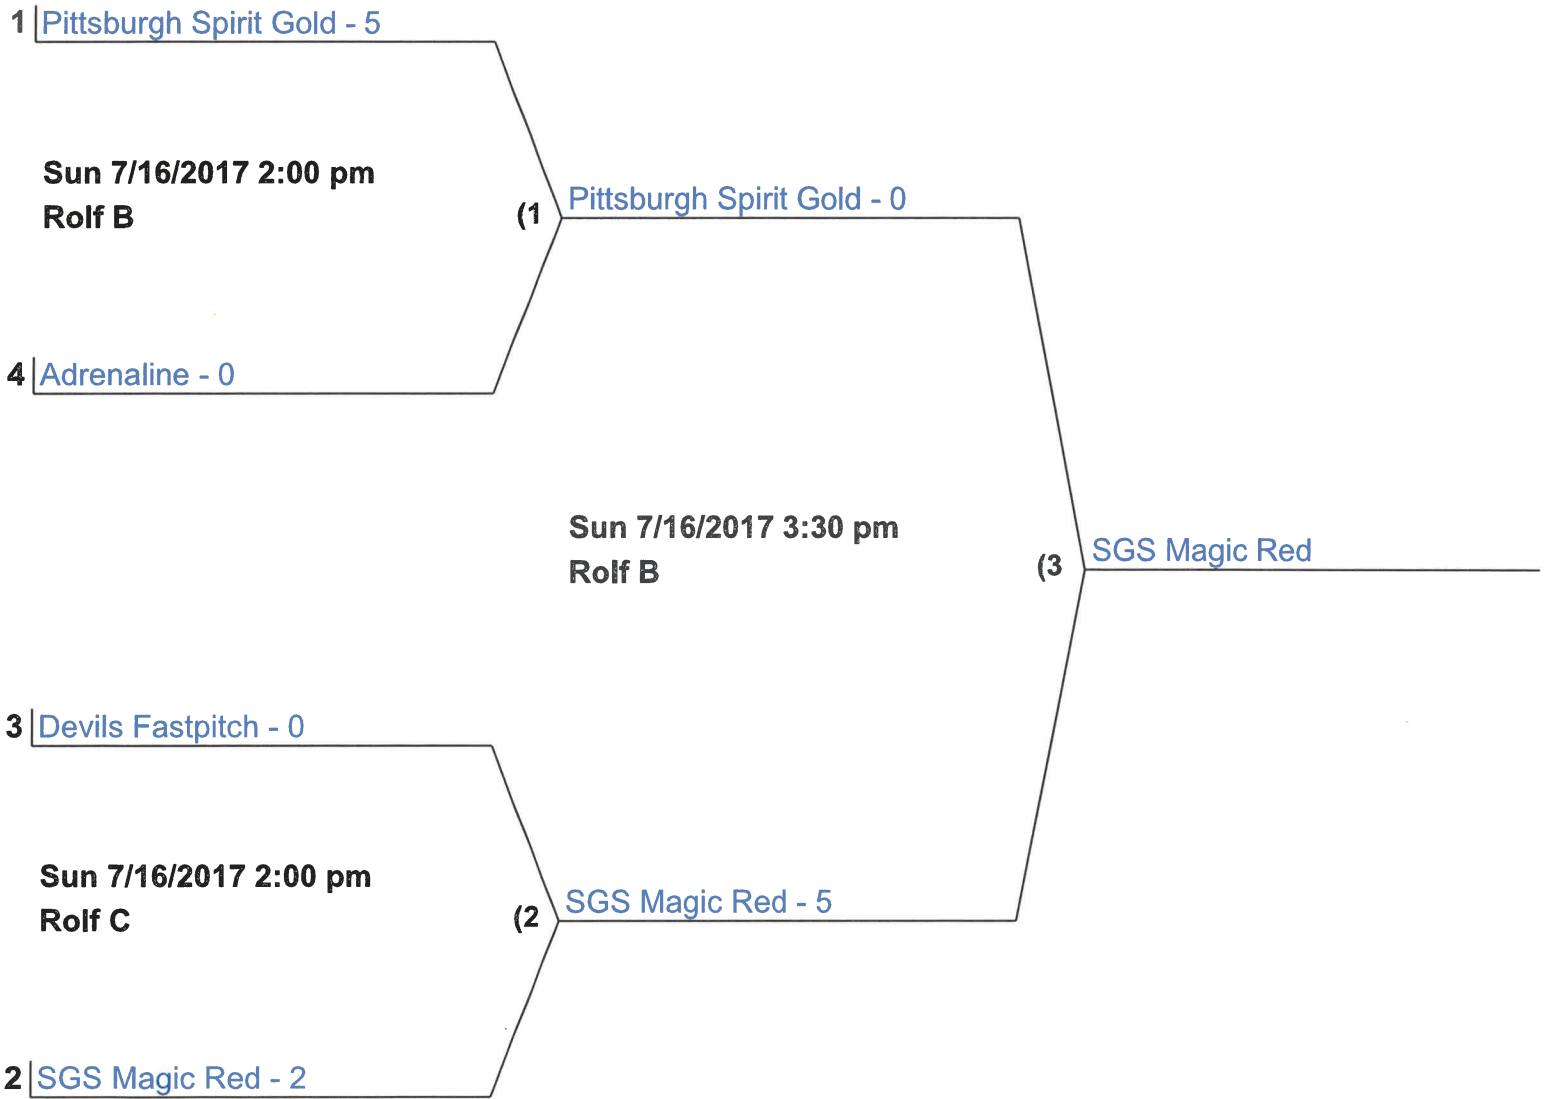 1 Pittsburgh Spirit Gold - 5
Sun 7/16/2017 2:00 pm
Rolf B
(1
Pittsburgh Spirit Gold - 0
4 Adrenaline - 0
Sun 7/16/2017 3:30 pm
Rolf B
(3
SGS Magic Red
3 Devils Fastpitch - 0
Sun 7/16/2017 2:00 pm
Rolf C
(2
SGS Magic Red - 5
2 SGS Magic Red - 2